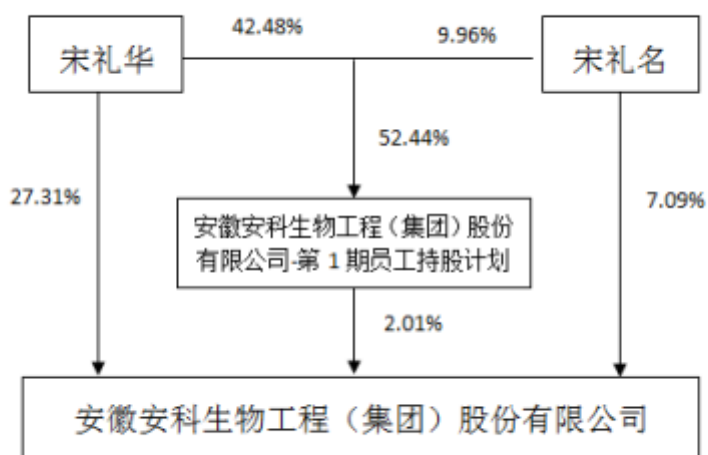 42.48%
9.96%
宋礼华
宋礼名
52.44%
27.31%
7.09%
安徽安科生物工程（集团）股份
有限公司-第 1 期员工持股计划
2.01%
安徽安科生物工程（集团）股份有限公司